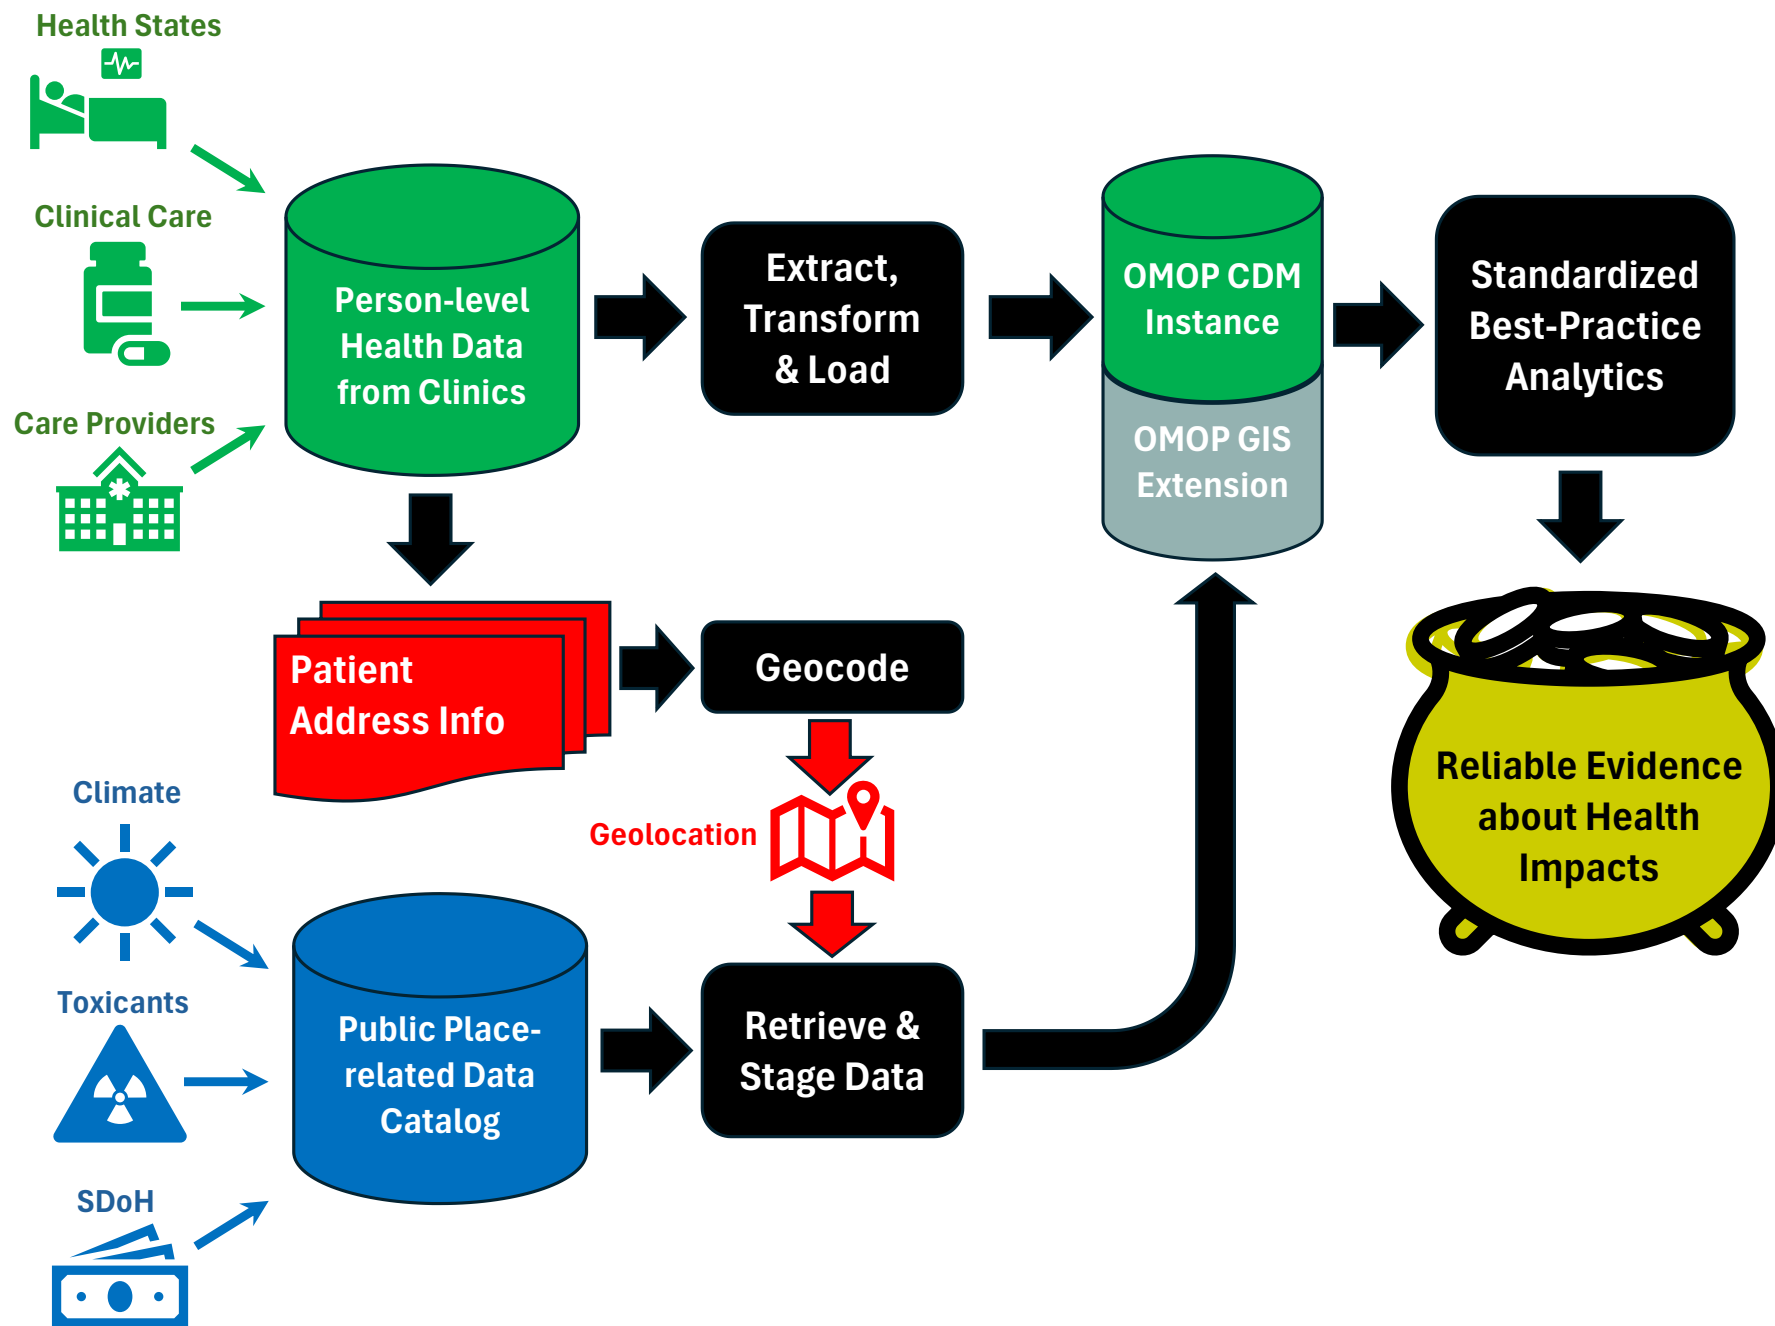 Health States
Clinical Care
Care Providers
Person-level
Health Data
from Clinics
Extract,
Transform
& Load
OMOP CDM
Instance
OMOP GIS
Extension
Standardized
Best-Practice
Analytics
Patient
Address Info
Geocode
Geolocation
Reliable Evidence
about Health
Impacts
Climate
Toxicants
SDoH
Public Place-
related Data
Catalog
Retrieve &
Stage Data